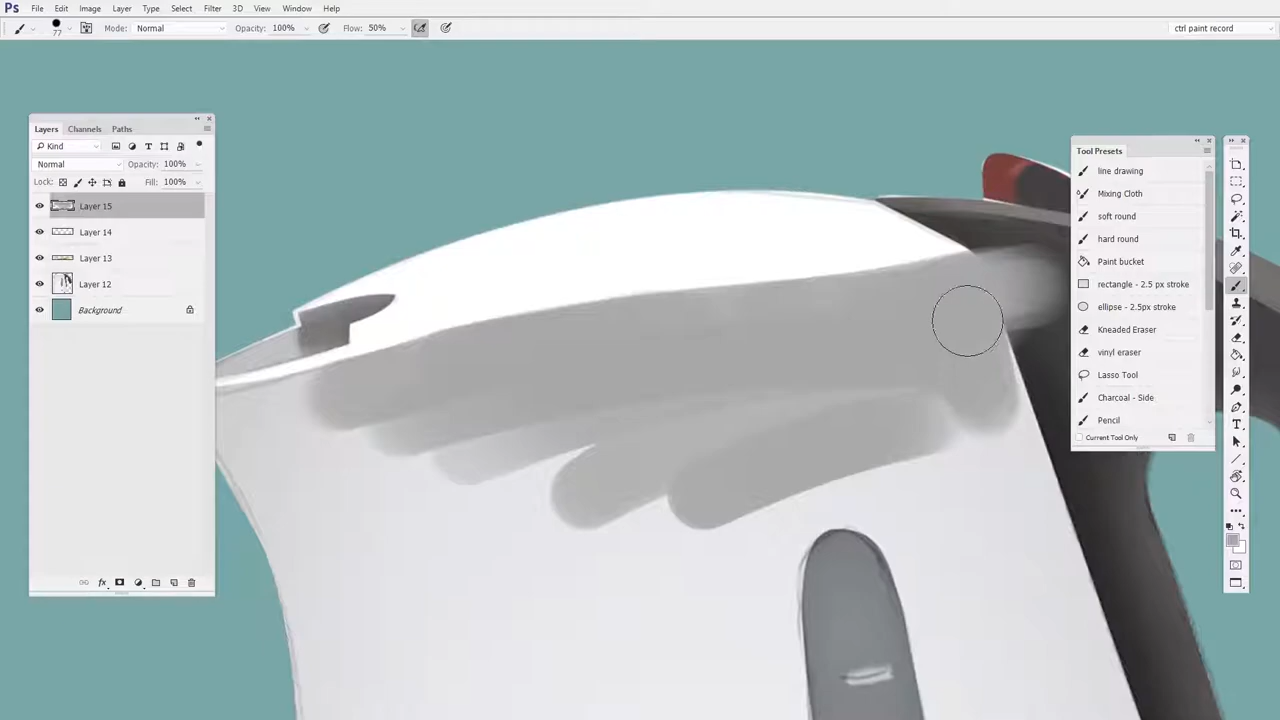 Ps File Edit Image Layer Type Select Filter 3D View Window Help
77 Mode: Normal Opacity: 100% Flow: 50% ctrl paint record
Layers Channels Paths
Kind
Normal Opacity: 100%
Lock: Fill: 100%
Layer 15
Layer 14
Layer 13
Layer 12
Background
Tool Presets
line drawing
Mixing Cloth
soft round
hard round
Paint bucket
rectangle - 2.5 px stroke
ellipse - 2.5px stroke
Kneaded Eraser
vinyl eraser
Lasso Tool
Charcoal - Side
Pencil
Current Tool Only